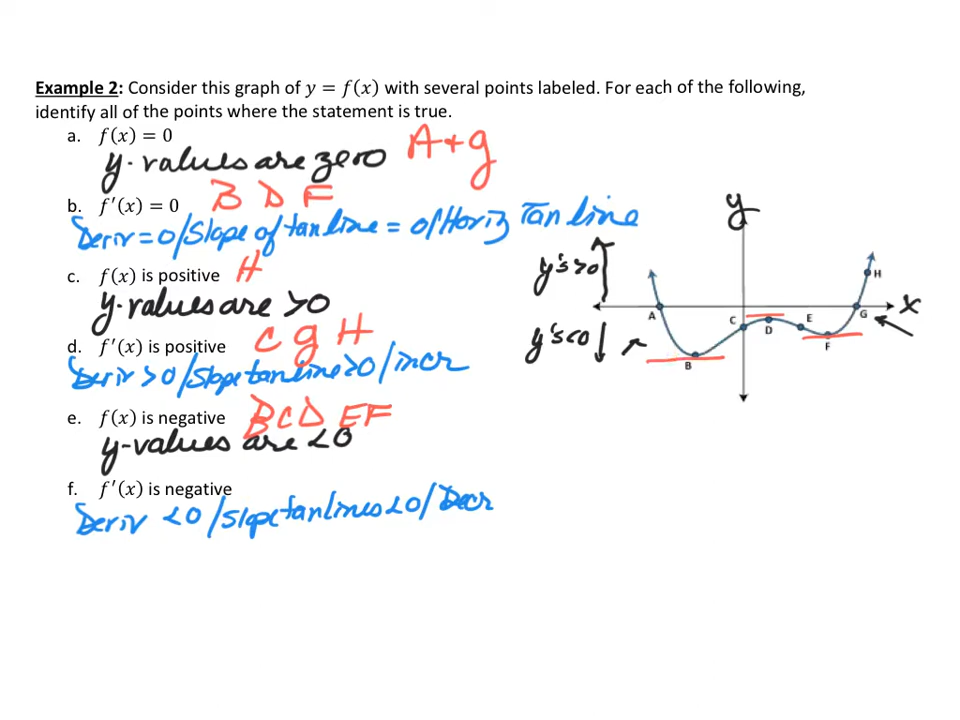 Example 2: Consider this graph of y = f(x) with several points labeled. For each of the following,
identify all of the points where the statement is true.
a. f(x) = 0
A + g
y-values are zero
b. f'(x) = 0
B D F
Deriv = 0/Slope of tan line = 0/Horiz Tan line
c. f(x) is positive
H
y-values are >0
d. f'(x) is positive
C g H
Deriv >0/Slope tan line >0/incr
e. f(x) is negative
BCD EF
y-values are <0
f. f'(x) is negative
Deriv <0/Slope tan lines <0/Decr
y
y's >0
y's <0
x
A
B
C
D
E
F
G
H